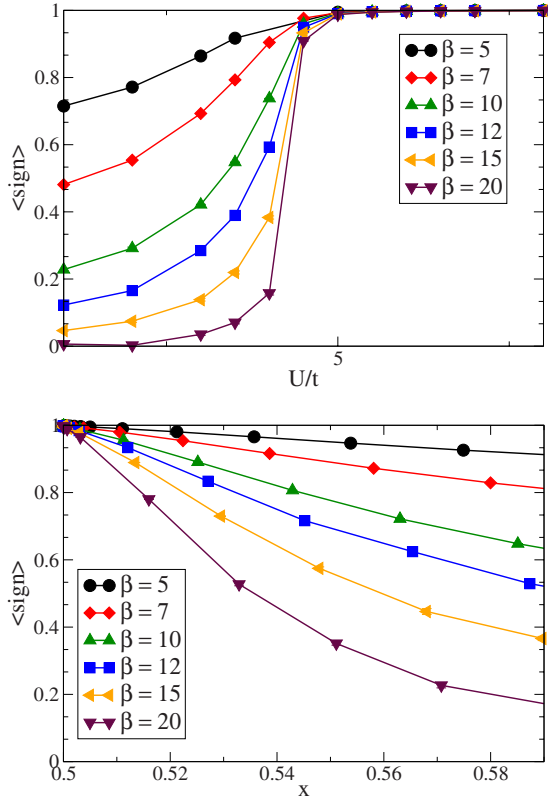 1
0.8
0.6
0.4
0.2
0
<sign>
β = 5
β = 7
β = 10
β = 12
β = 15
β = 20
5
U/t
1
0.8
0.6
0.4
0.2
0
<sign>
β = 5
β = 7
β = 10
β = 12
β = 15
β = 20
0.5 0.52 0.54 0.56 0.58
x